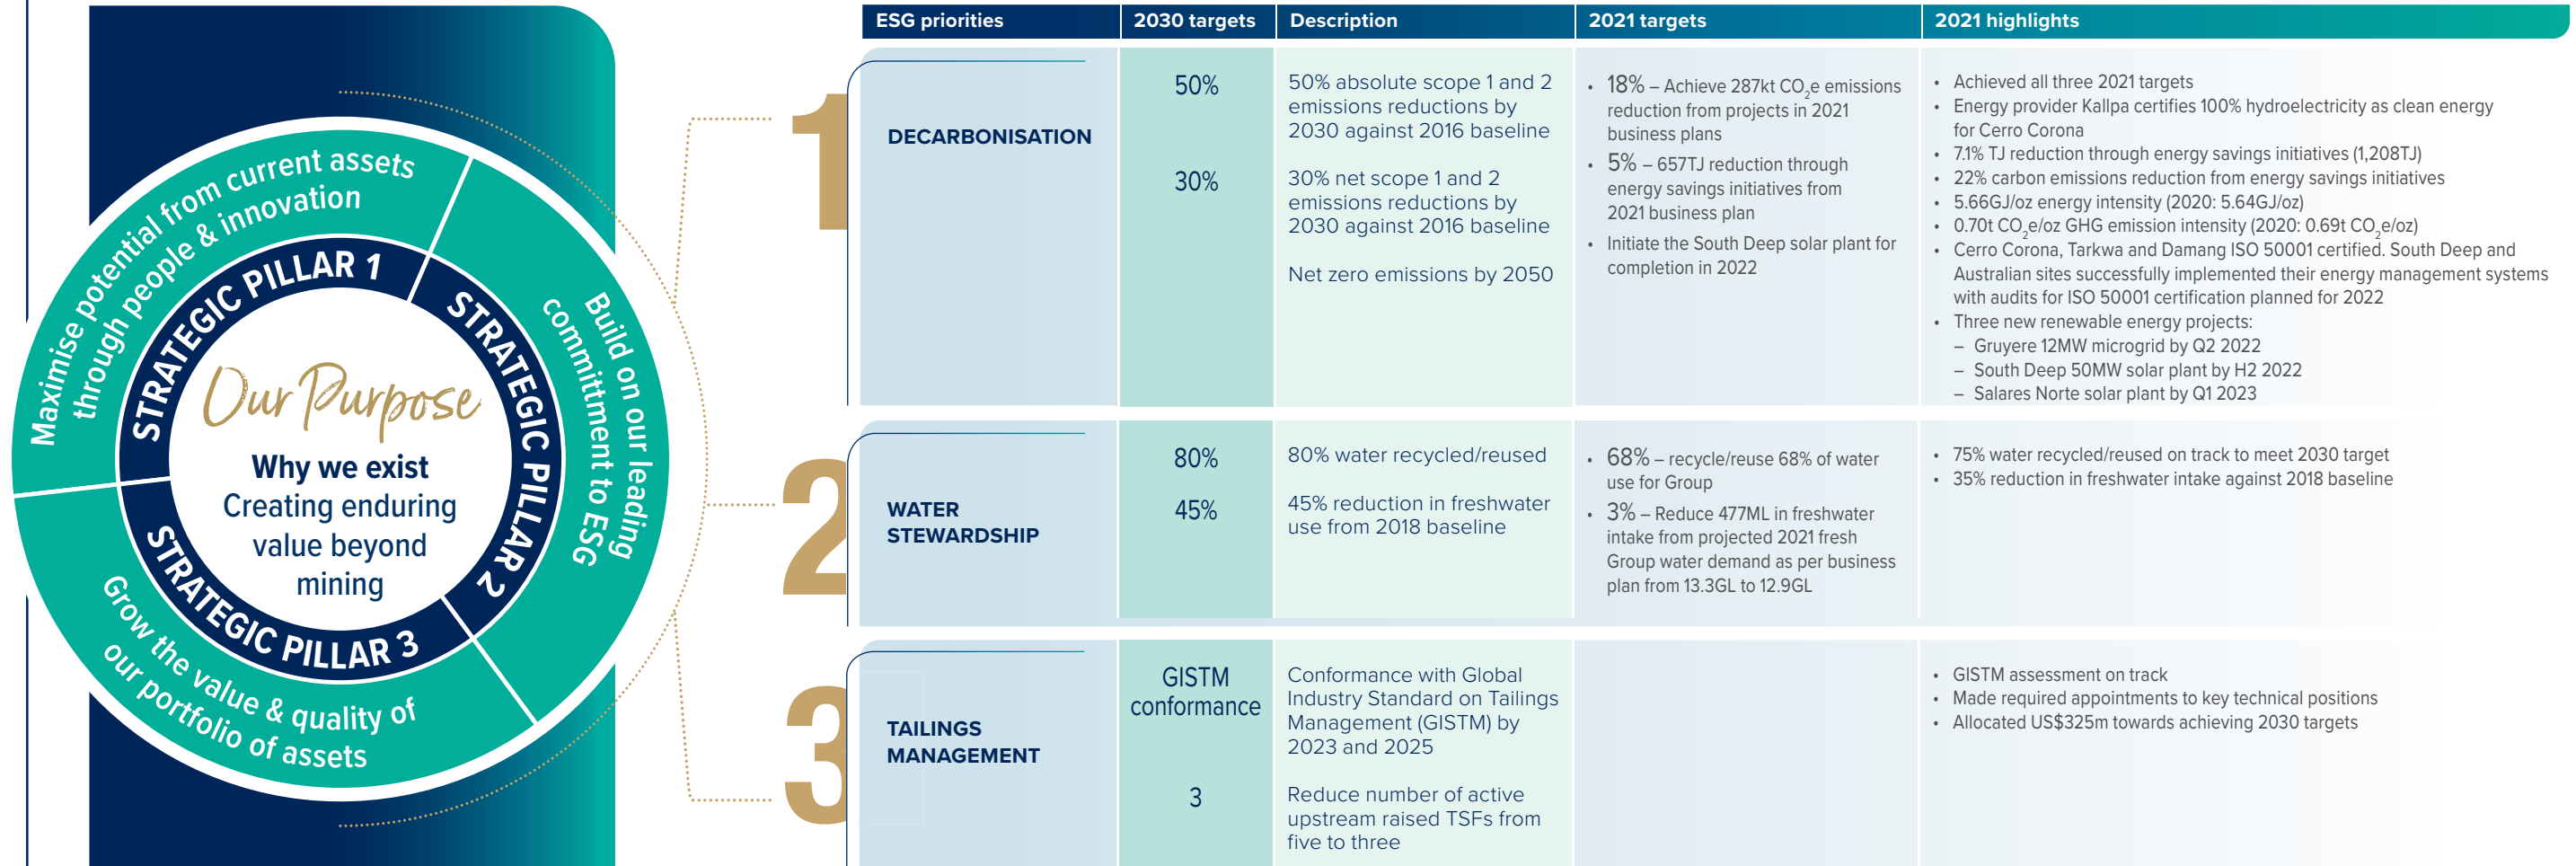 Maximise potential from current assets
through people & innovation
STRATEGIC PILLAR 1
Build on our leading
committment to ESG
STRATEGIC PILLAR 2
Grow the value & quality of
our portfolio of assets
STRATEGIC PILLAR 3
Our Purpose
Why we exist
Creating enduring
value beyond
mining
ESG priorities
2030 targets
Description
2021 targets
2021 highlights
1
DECARBONISATION
50%
50% absolute scope 1 and 2
emissions reductions by
2030 against 2016 baseline
30%
30% net scope 1 and 2
emissions reductions by
2030 against 2016 baseline
Net zero emissions by 2050
• 18% – Achieve 287kt CO₂e emissions
reduction from projects in 2021
business plans
• 5% – 657TJ reduction through
energy savings initiatives from
2021 business plan
• Initiate the South Deep solar plant for
completion in 2022
• Achieved all three 2021 targets
• Energy provider Kallpa certifies 100% hydroelectricity as clean energy
for Cerro Corona
• 7.1% TJ reduction through energy savings initiatives (1,208TJ)
• 22% carbon emissions reduction from energy savings initiatives
• 5.66GJ/oz energy intensity (2020: 5.64GJ/oz)
• 0.70t CO₂e/oz GHG emission intensity (2020: 0.69t CO₂e/oz)
• Cerro Corona, Tarkwa and Damang ISO 50001 certified. South Deep and
Australian sites successfully implemented their energy management systems
with audits for ISO 50001 certification planned for 2022
• Three new renewable energy projects:
– Gruyere 12MW microgrid by Q2 2022
– South Deep 50MW solar plant by H2 2022
– Salares Norte solar plant by Q1 2023
2
WATER
STEWARDSHIP
80%
80% water recycled/reused
45%
45% reduction in freshwater
use from 2018 baseline
• 68% – recycle/reuse 68% of water
use for Group
• 3% – Reduce 477ML in freshwater
intake from projected 2021 fresh
Group water demand as per business
plan from 13.3GL to 12.9GL
• 75% water recycled/reused on track to meet 2030 target
• 35% reduction in freshwater intake against 2018 baseline
3
TAILINGS
MANAGEMENT
GISTM
conformance
Conformance with Global
Industry Standard on Tailings
Management (GISTM) by
2023 and 2025
3
Reduce number of active
upstream raised TSFs from
five to three
• GISTM assessment on track
• Made required appointments to key technical positions
• Allocated US$325m towards achieving 2030 targets